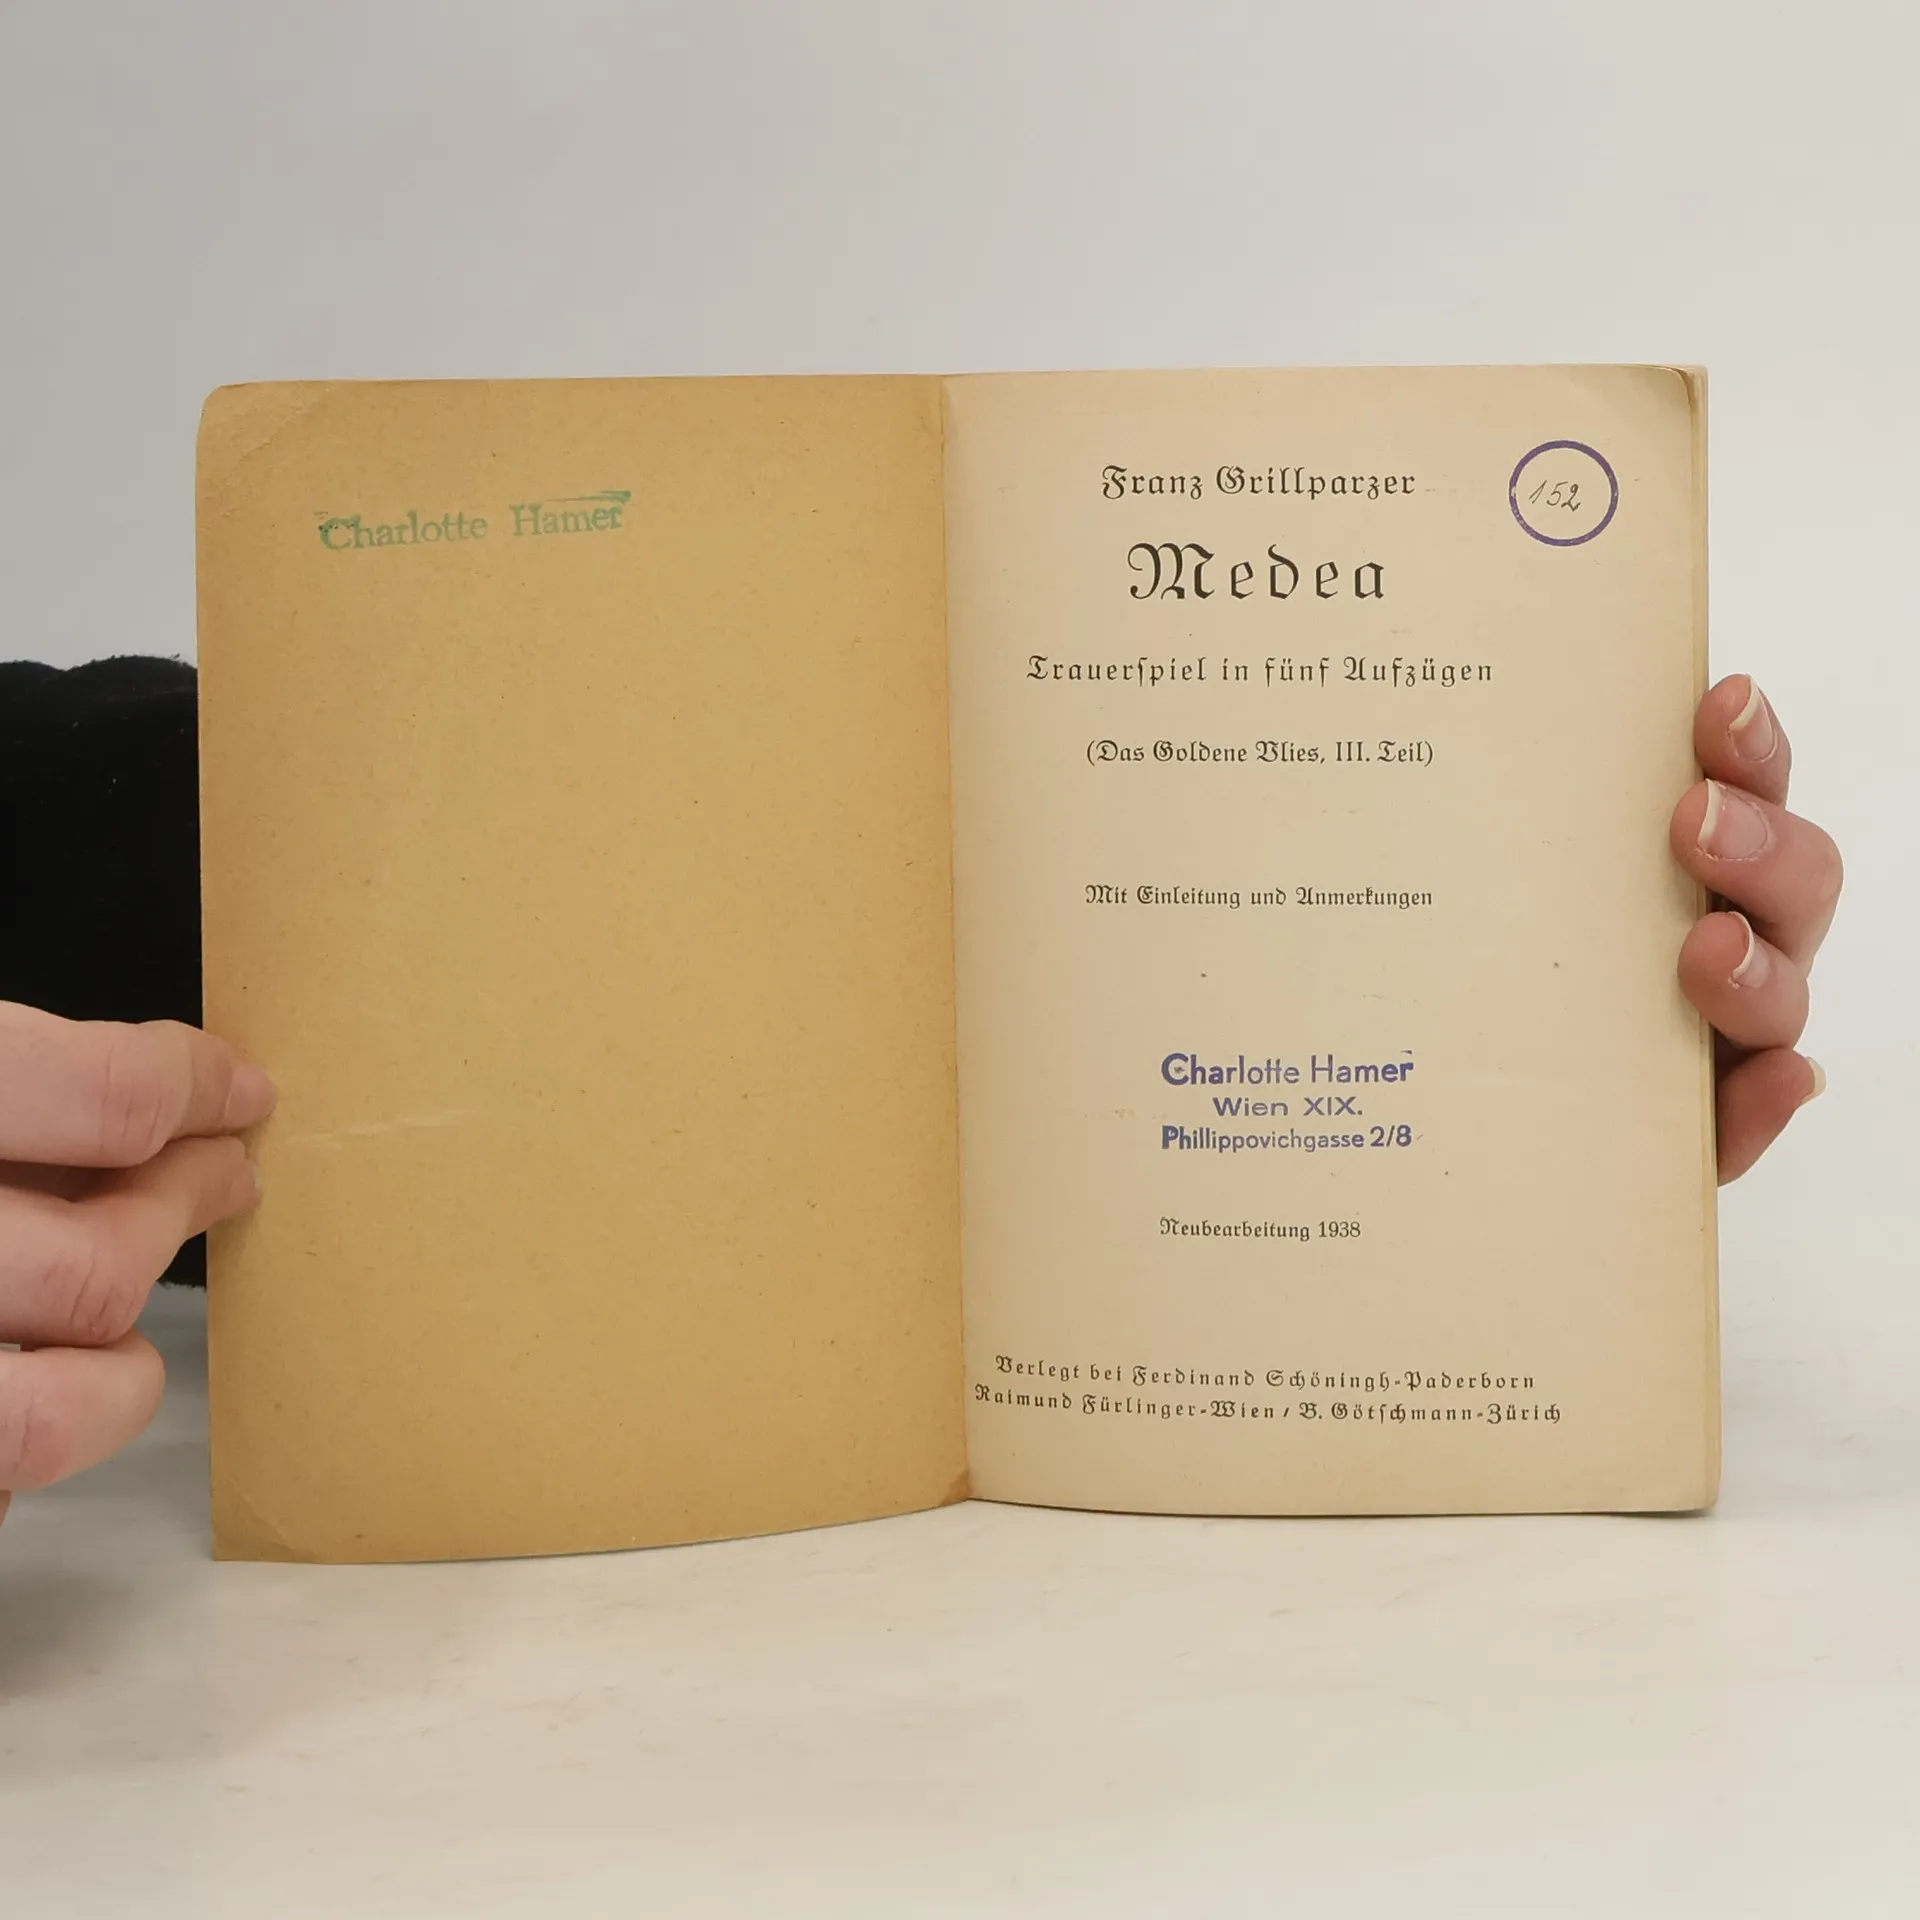 Charlotte Hamer
Franz Grillparzer
152
Medea
Trauerſpiel in fünf Aufzügen
(Das Goldene Vlies, III. Teil)
Mit Einleitung und Anmerkungen
Charlotte Hamer
Wien XIX.
Phillippovichgasse 2/8
Neubearbeitung 1938
Verlegt bei Ferdinand Schöningh-Paderborn
Raimund Fürlinger-Wien / B. Götſchmann-Zürich